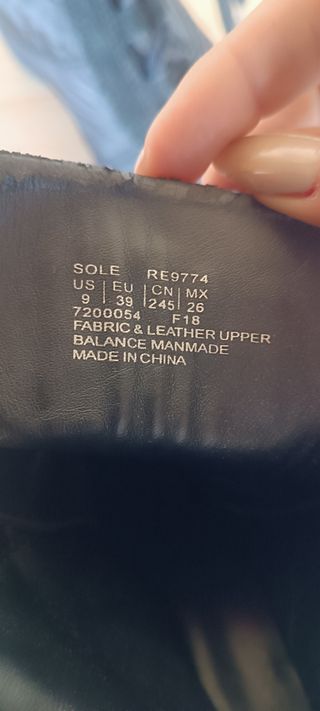 SOLE RE9774
US | EU | CN | MX
9 | 39 | 245 | 26
7200054 F18
FABRIC & LEATHER UPPER
BALANCE MANMADE
MADE IN CHINA